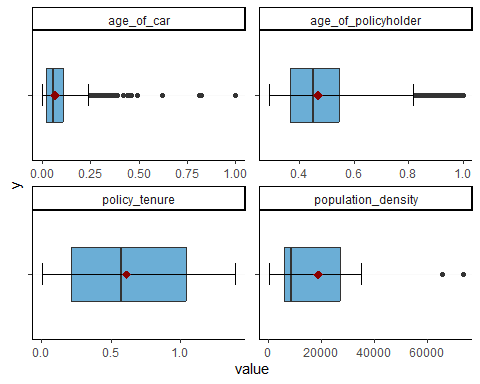 age_of_car age_of_policyholder
0.00 0.25 0.50 0.75 1.00 0.4 0.6 0.8 1.0
y
policy_tenure population_density
0.0 0.5 1.0 0 20000 40000 60000
value